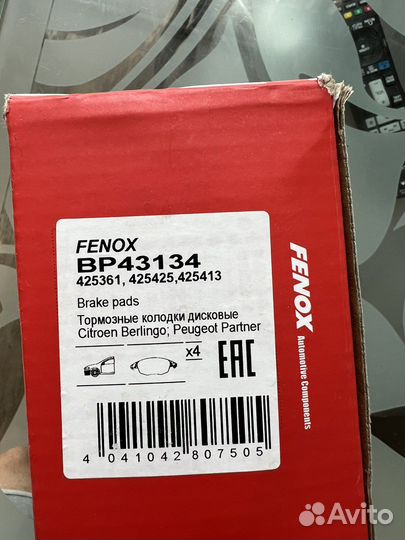 FENOX
BP43134
425361, 425425,425413
Brake pads
Тормозные колодки дисковые
Citroen Berlingo; Peugeot Partner
x4
EAC
4 041042 807505
FENOX
Automotive Components
Avito